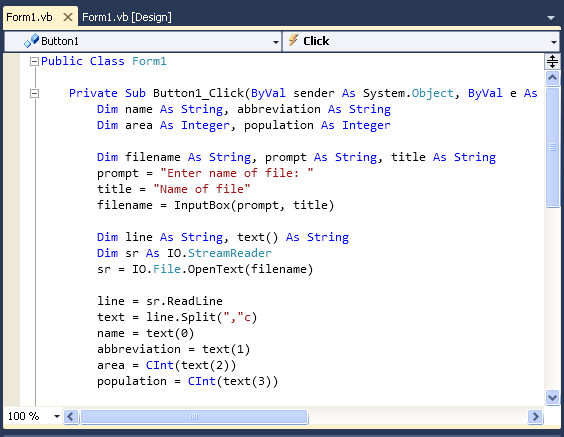 Form1.vb Form1.vb [Design]
Button1 Click
Public Class Form1
Private Sub Button1_Click(ByVal sender As System.Object, ByVal e As
Dim name As String, abbreviation As String
Dim area As Integer, population As Integer
Dim filename As String, prompt As String, title As String
prompt = "Enter name of file: "
title = "Name of file"
filename = InputBox(prompt, title)
Dim line As String, text() As String
Dim sr As IO.StreamReader
sr = IO.File.OpenText(filename)
line = sr.ReadLine
text = line.Split(","c)
name = text(0)
abbreviation = text(1)
area = CInt(text(2))
population = CInt(text(3))
100 %